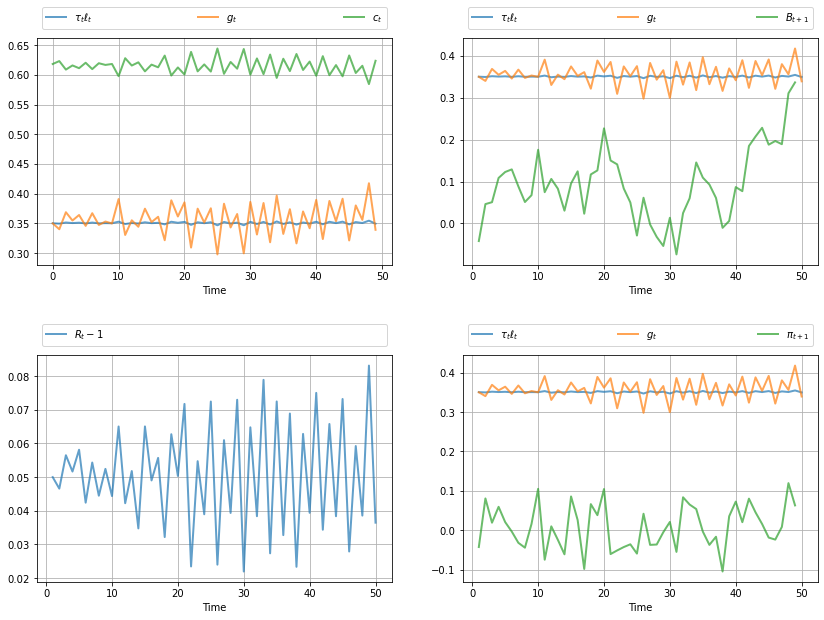 τₜℓₜ gₜ cₜ
0.65
0.60
0.55
0.50
0.45
0.40
0.35
0.30
0 10 20 30 40 50
Time
τₜℓₜ gₜ Bₜ₊₁
0.4
0.3
0.2
0.1
0.0
0 10 20 30 40 50
Time
Rₜ − 1
0.08
0.07
0.06
0.05
0.04
0.03
0.02
0 10 20 30 40 50
Time
τₜℓₜ gₜ πₜ₊₁
0.4
0.3
0.2
0.1
0.0
−0.1
0 10 20 30 40 50
Time